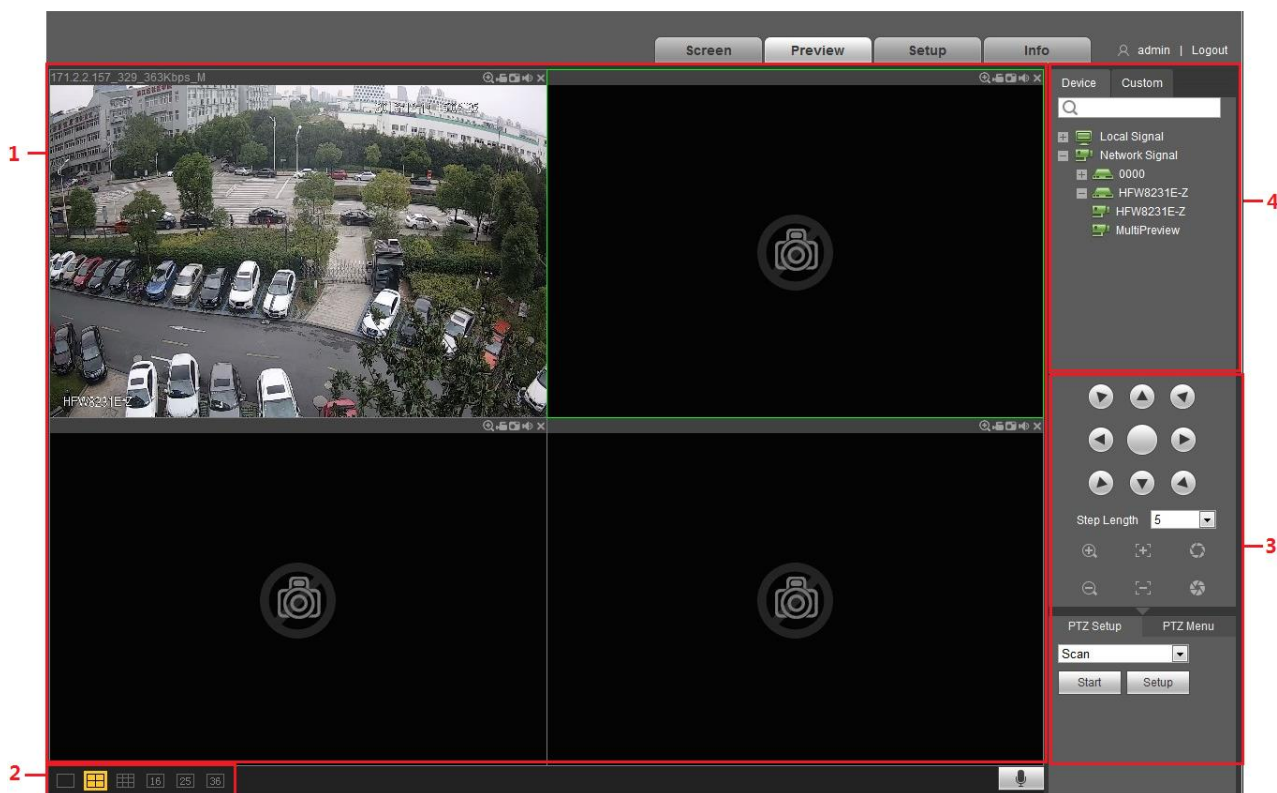 Screen Preview Setup Info admin | Logout
171.2.2.157_329_363Kbps_M
HFW8231E-Z
Device Custom
Local Signal
Network Signal
0000
HFW8231E-Z
HFW8231E-Z
MultiPreview
1
4
Step Length 5
3
PTZ Setup PTZ Menu
Scan
Start Setup
2
16 25 36